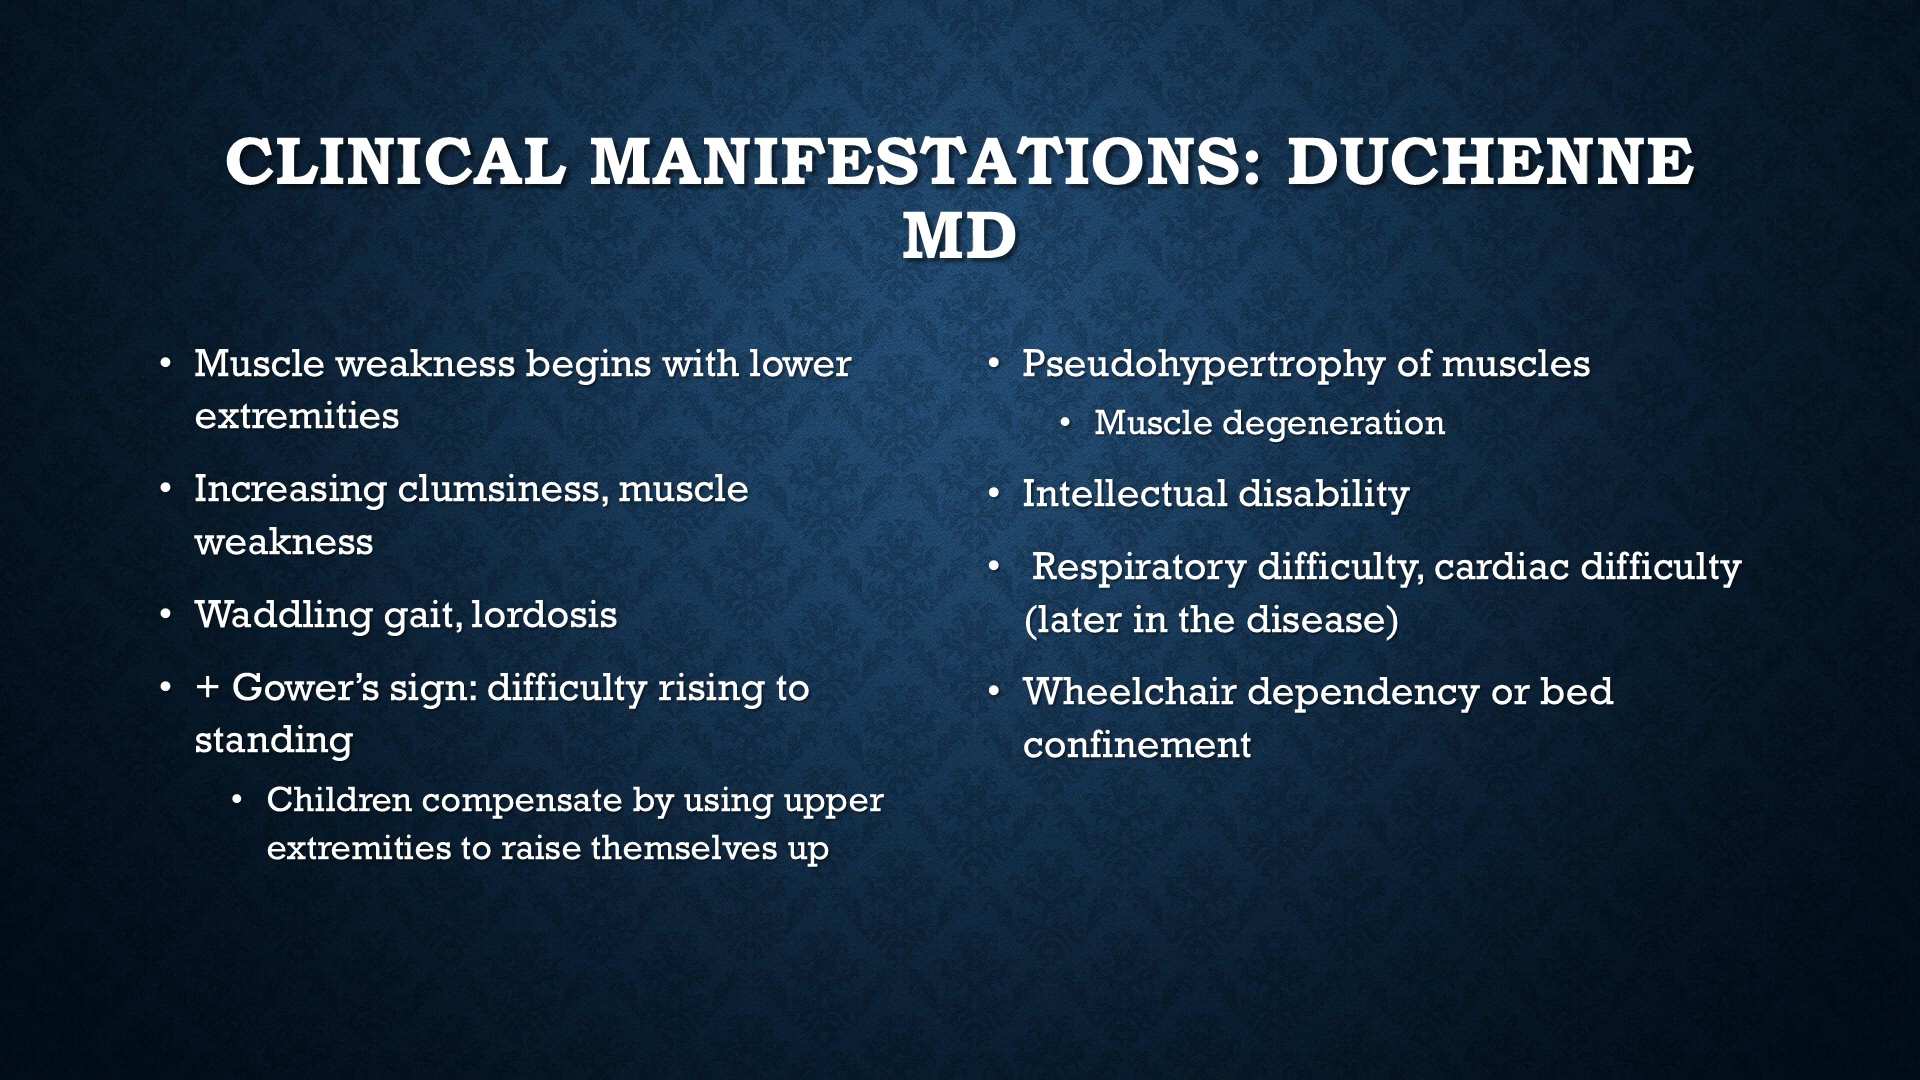 CLINICAL MANIFESTATIONS: DUCHENNE
MD
• Muscle weakness begins with lower
extremities
• Increasing clumsiness, muscle
weakness
• Waddling gait, lordosis
• + Gower’s sign: difficulty rising to
standing
• Children compensate by using upper
extremities to raise themselves up
• Pseudohypertrophy of muscles
• Muscle degeneration
• Intellectual disability
• Respiratory difficulty, cardiac difficulty
(later in the disease)
• Wheelchair dependency or bed
confinement